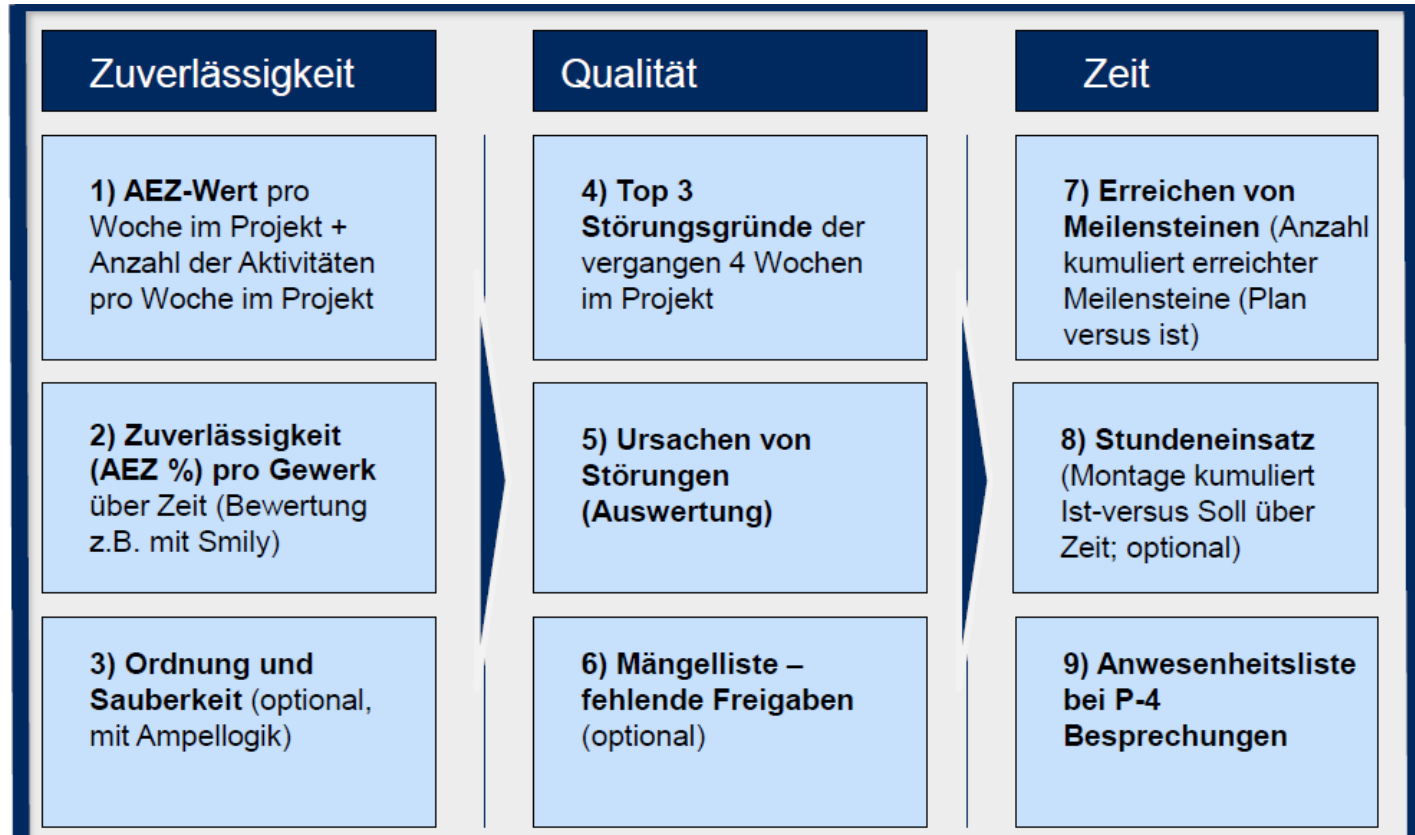 Zuverlässigkeit
Qualität
Zeit
1) AEZ-Wert pro
Woche im Projekt +
Anzahl der Aktivitäten
pro Woche im Projekt
4) Top 3
Störungsgründe der
vergangen 4 Wochen
im Projekt
7) Erreichen von
Meilensteinen (Anzahl
kumuliert erreichter
Meilensteine (Plan
versus ist)
2) Zuverlässigkeit
(AEZ %) pro Gewerk
über Zeit (Bewertung
z.B. mit Smily)
5) Ursachen von
Störungen
(Auswertung)
8) Stundeneinsatz
(Montage kumuliert
Ist-versus Soll über
Zeit; optional)
3) Ordnung und
Sauberkeit (optional,
mit Ampellogik)
6) Mängelliste –
fehlende Freigaben
(optional)
9) Anwesenheitsliste
bei P-4
Besprechungen